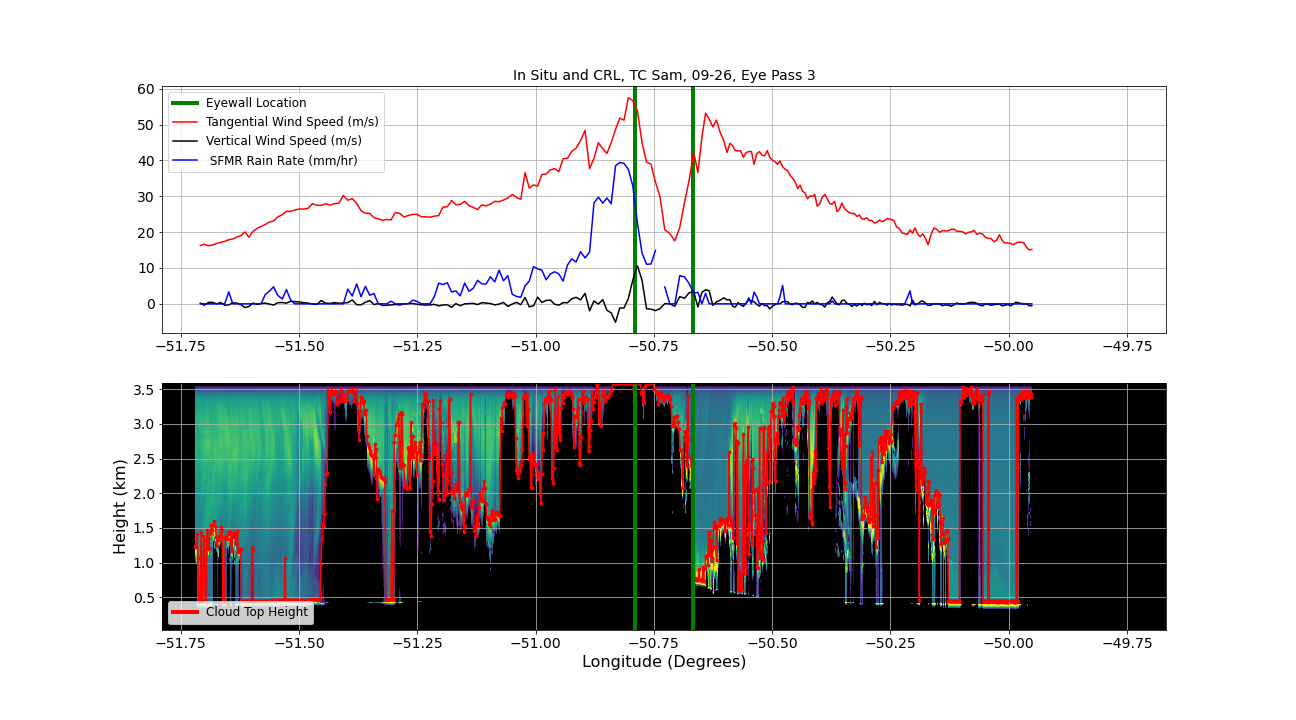 In Situ and CRL, TC Sam, 09-26, Eye Pass 3
60
50
40
30
20
10
0
Eyewall Location
Tangential Wind Speed (m/s)
Vertical Wind Speed (m/s)
SFMR Rain Rate (mm/hr)
−51.75 −51.50 −51.25 −51.00 −50.75 −50.50 −50.25 −50.00 −49.75
Height (km)
3.5
3.0
2.5
2.0
1.5
1.0
0.5
Cloud Top Height
−51.75 −51.50 −51.25 −51.00 −50.75 −50.50 −50.25 −50.00 −49.75
Longitude (Degrees)